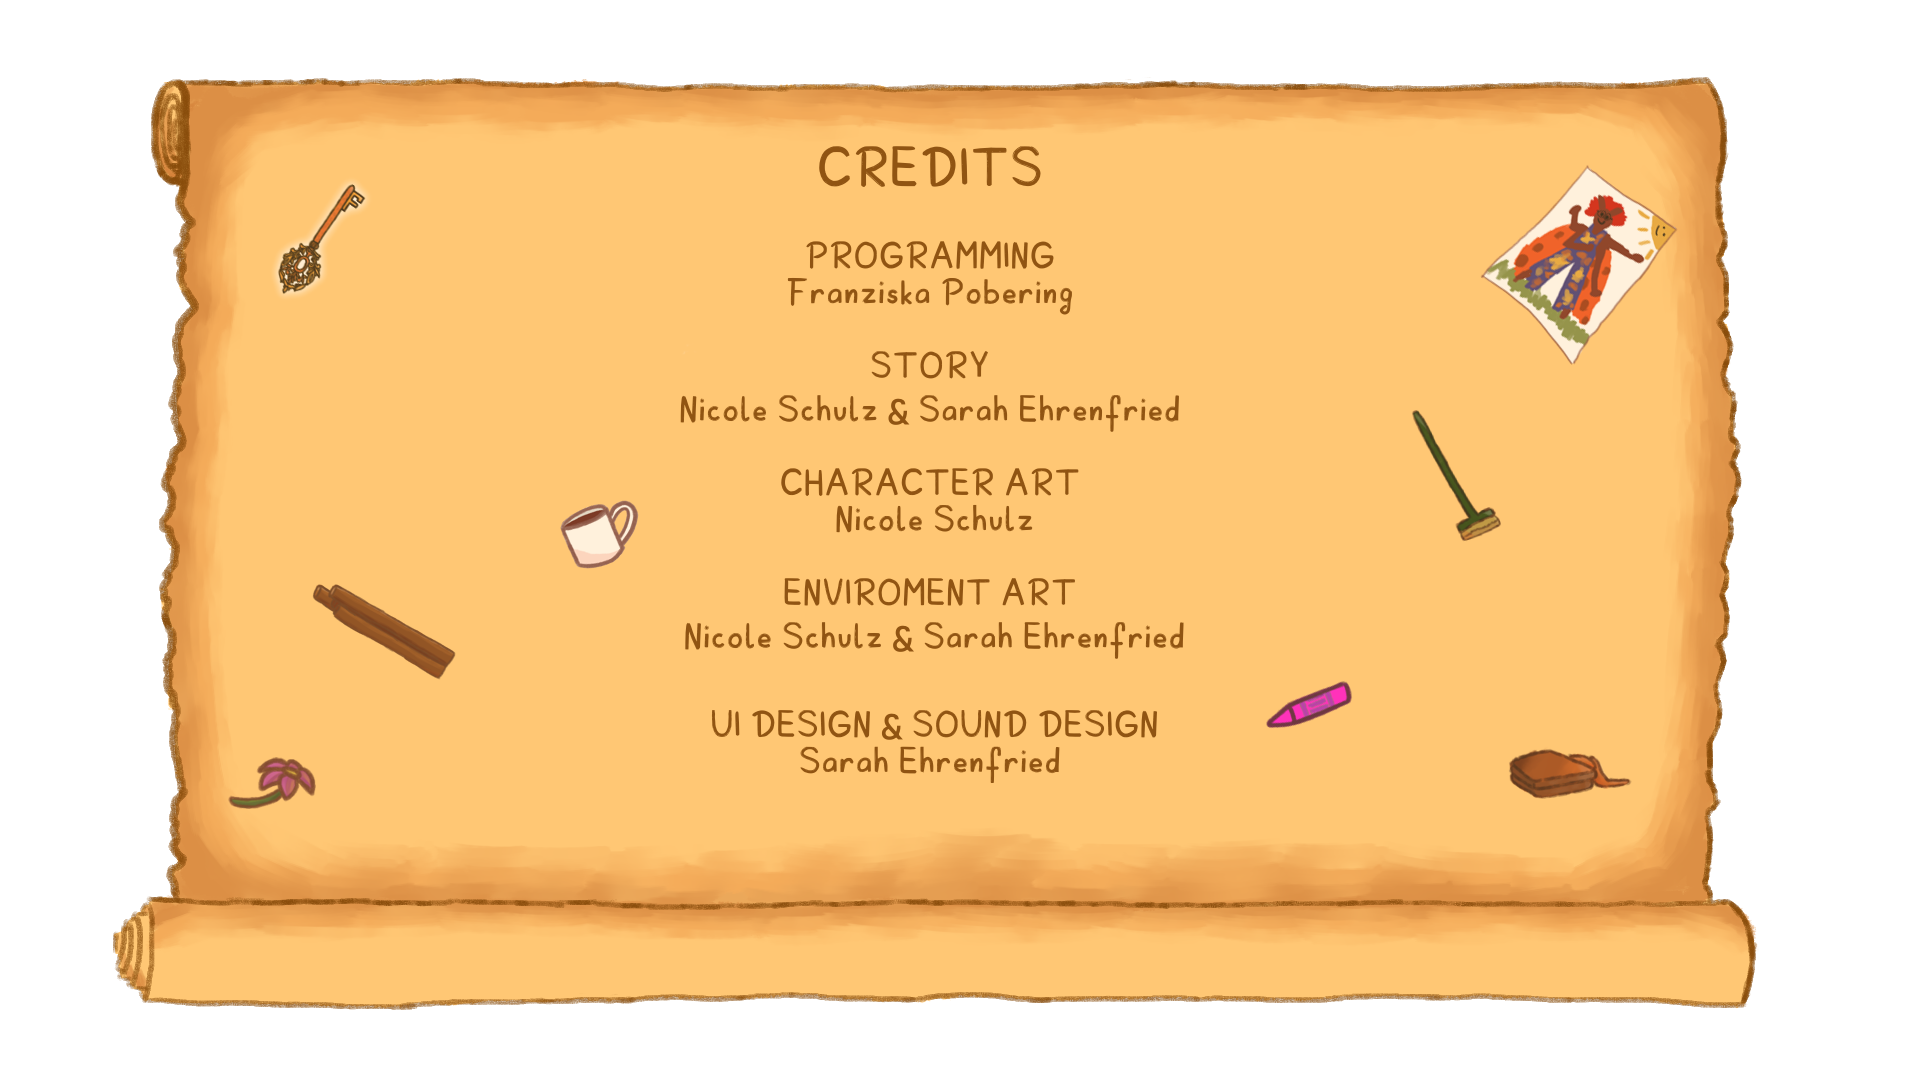 CREDITS
PROGRAMMING
Franziska Pobering
STORY
Nicole Schulz & Sarah Ehrenfried
CHARACTER ART
Nicole Schulz
ENVIROMENT ART
Nicole Schulz & Sarah Ehrenfried
UI DESIGN & SOUND DESIGN
Sarah Ehrenfried